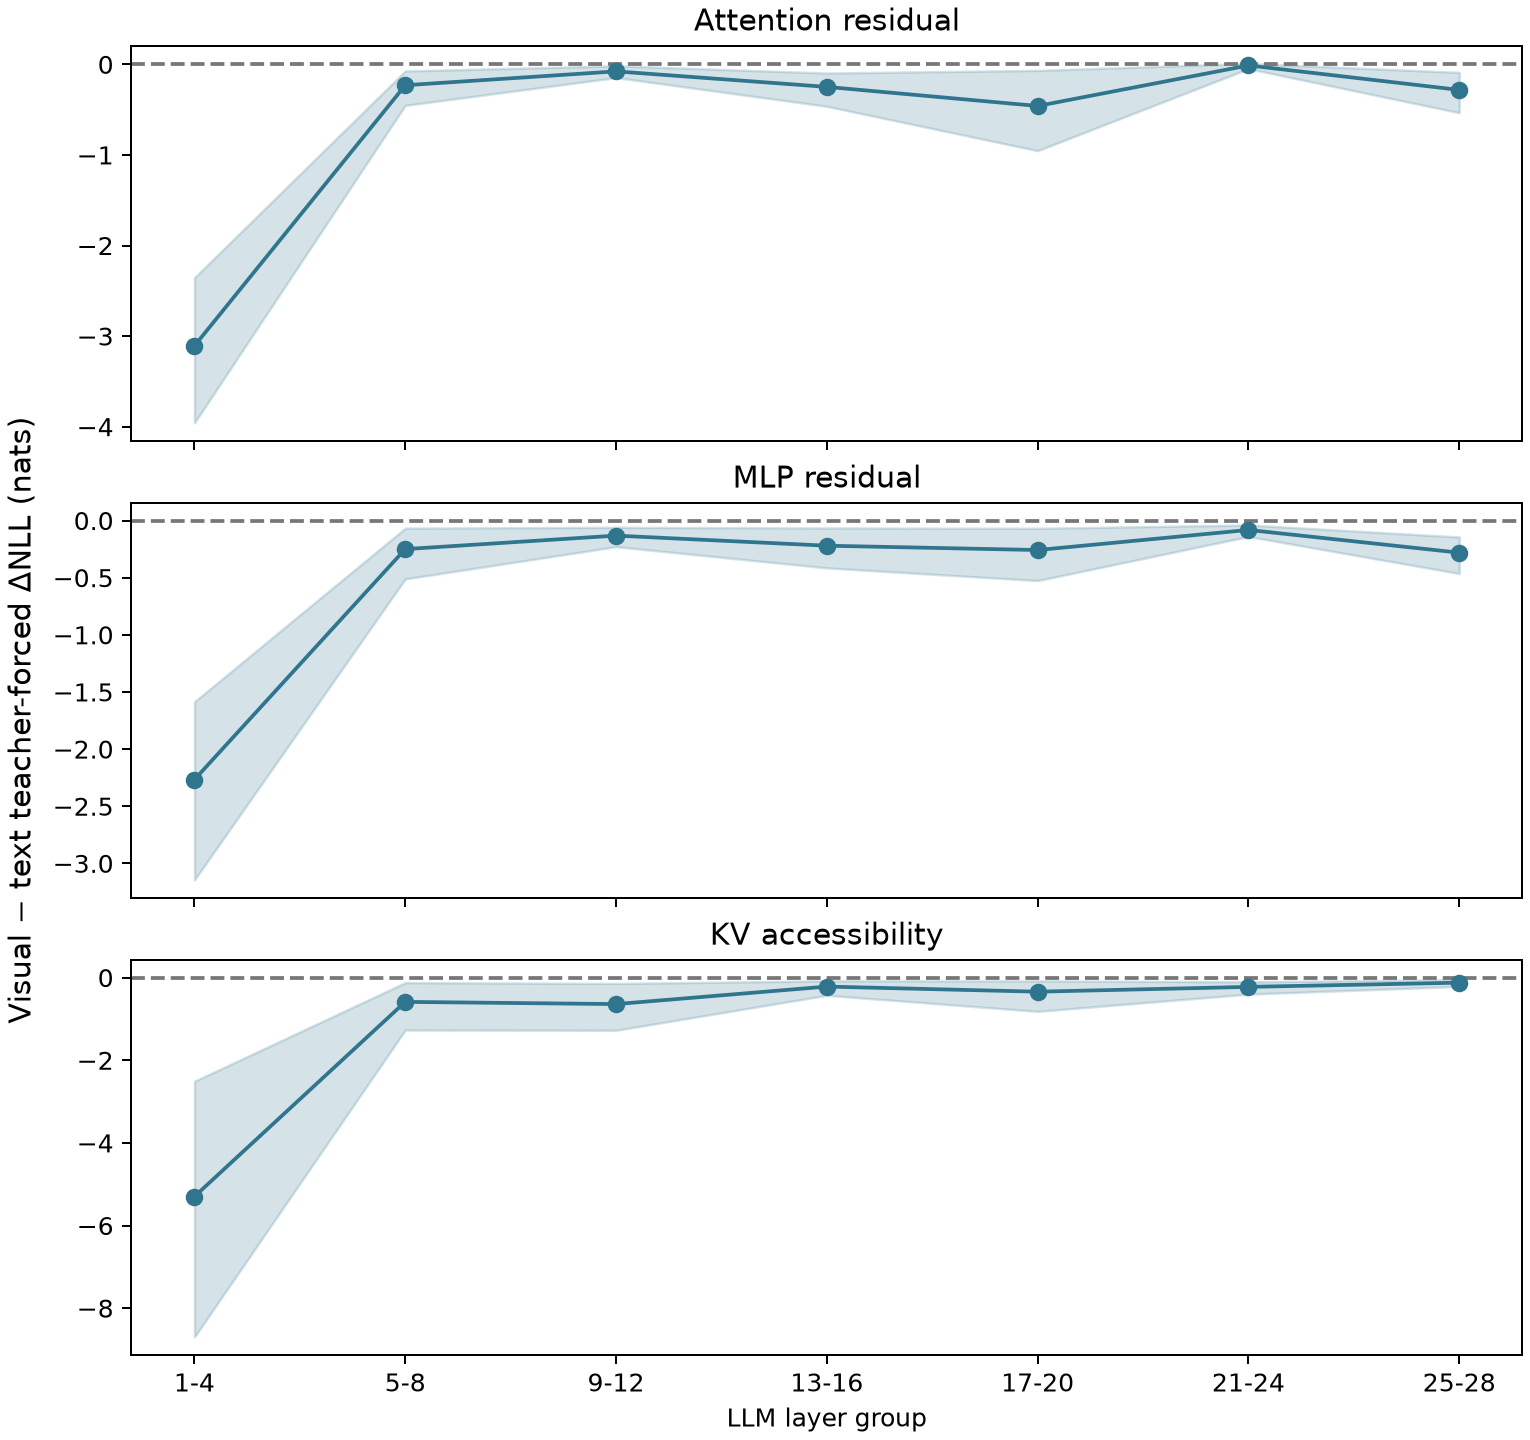 Visual − text teacher-forced ΔNLL (nats)
Attention residual
0
−1
−2
−3
−4
MLP residual
0.0
−0.5
−1.0
−1.5
−2.0
−2.5
−3.0
KV accessibility
0
−2
−4
−6
−8
1-4 5-8 9-12 13-16 17-20 21-24 25-28
LLM layer group